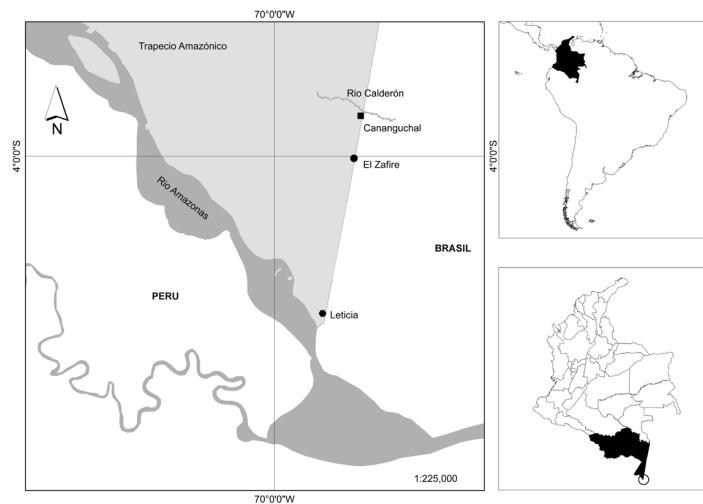 70°0'0"W
Trapecio Amazónico
Rio Calderón
N
Cananguchal
4°0'0"S
4°0'0"S
El Zafire
Rio Amazonas
BRASIL
PERU
Leticia
1:225,000
70°0'0"W